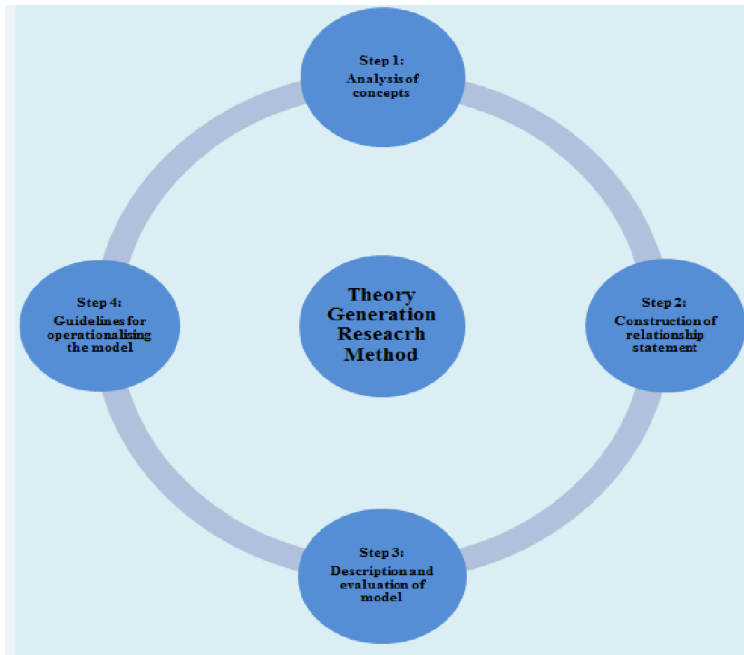 Step 1:
Analysis of
concepts
Theory
Generation
Reseacrh
Method
Step 2:
Construction of
relationship
statement
Step 3:
Description and
evaluation of
model
Step 4:
Guidelines for
operationalising
the model